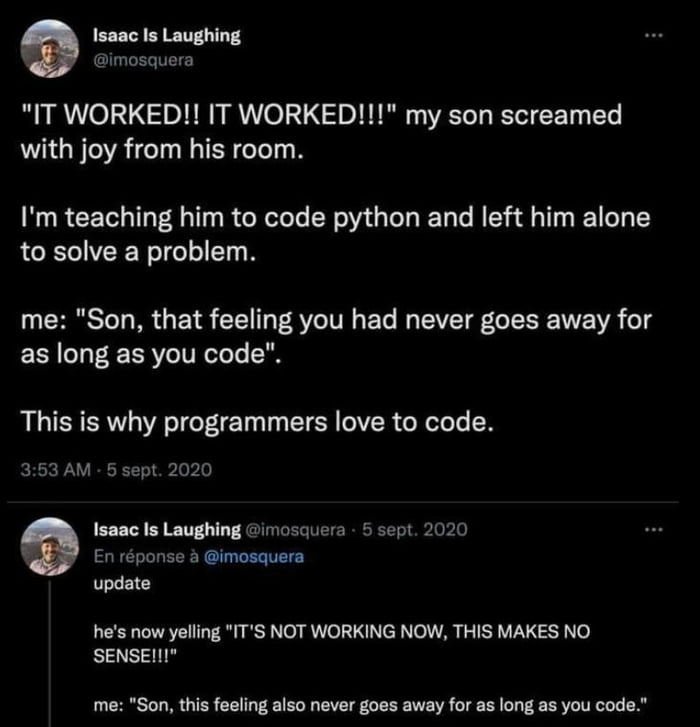 Isaac Is Laughing
@imosquera
"IT WORKED!! IT WORKED!!!" my son screamed
with joy from his room.
I'm teaching him to code python and left him alone
to solve a problem.
me: "Son, that feeling you had never goes away for
as long as you code".
This is why programmers love to code.
3:53 AM · 5 sept. 2020
Isaac Is Laughing @imosquera · 5 sept. 2020
En réponse à @imosquera
update
he's now yelling "IT'S NOT WORKING NOW, THIS MAKES NO
SENSE!!!"
me: "Son, this feeling also never goes away for as long as you code."